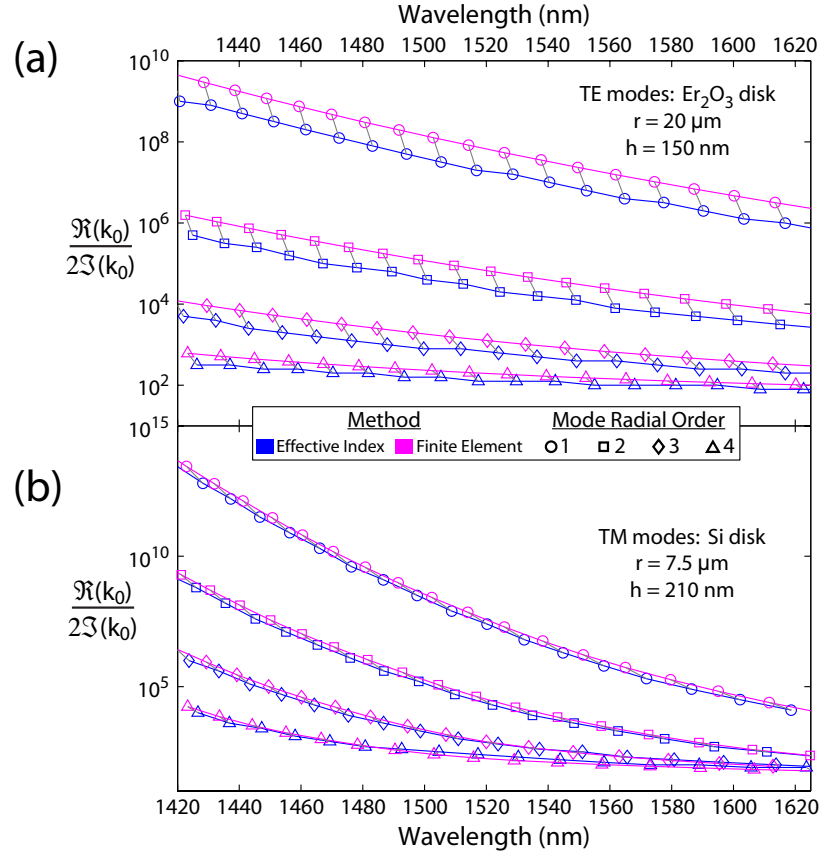 Wavelength (nm)
1440 1460 1480 1500 1520 1540 1560 1580 1600 1620
(a)
10^10
10^8
10^6
10^4
10^2
ℜ(k₀)
2ℑ(k₀)
TE modes: Er₂O₃ disk
r = 20 μm
h = 150 nm
Method Mode Radial Order
Effective Index Finite Element 1 2 3 4
(b)
10^15
10^10
10^5
ℜ(k₀)
2ℑ(k₀)
TM modes: Si disk
r = 7.5 μm
h = 210 nm
1420 1440 1460 1480 1500 1520 1540 1560 1580 1600 1620
Wavelength (nm)